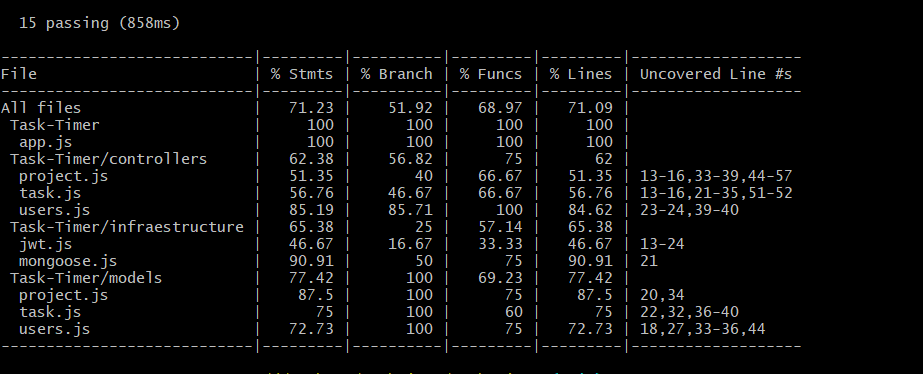 15 passing (858ms)
----------------------------|---------|----------|---------|---------|-------------------
File                        | % Stmts | % Branch | % Funcs | % Lines | Uncovered Line #s
----------------------------|---------|----------|---------|---------|-------------------
All files                   |   71.23 |    51.92 |   68.97 |   71.09 |
 Task-Timer                 |     100 |      100 |     100 |     100 |
  app.js                    |     100 |      100 |     100 |     100 |
 Task-Timer/controllers     |   62.38 |    56.82 |      75 |      62 |
  project.js                |   51.35 |       40 |   66.67 |   51.35 | 13-16,33-39,44-57
  task.js                   |   56.76 |    46.67 |   66.67 |   56.76 | 13-16,21-35,51-52
  users.js                  |   85.19 |    85.71 |     100 |   84.62 | 23-24,39-40
 Task-Timer/infraestructure |   65.38 |       25 |   57.14 |   65.38 |
  jwt.js                    |   46.67 |    16.67 |   33.33 |   46.67 | 13-24
  mongoose.js               |   90.91 |       50 |      75 |   90.91 | 21
 Task-Timer/models          |   77.42 |      100 |   69.23 |   77.42 |
  project.js                |    87.5 |      100 |      75 |    87.5 | 20,34
  task.js                   |      75 |      100 |      60 |      75 | 22,32,36-40
  users.js                  |   72.73 |      100 |      75 |   72.73 | 18,27,33-36,44
----------------------------|---------|----------|---------|---------|-------------------